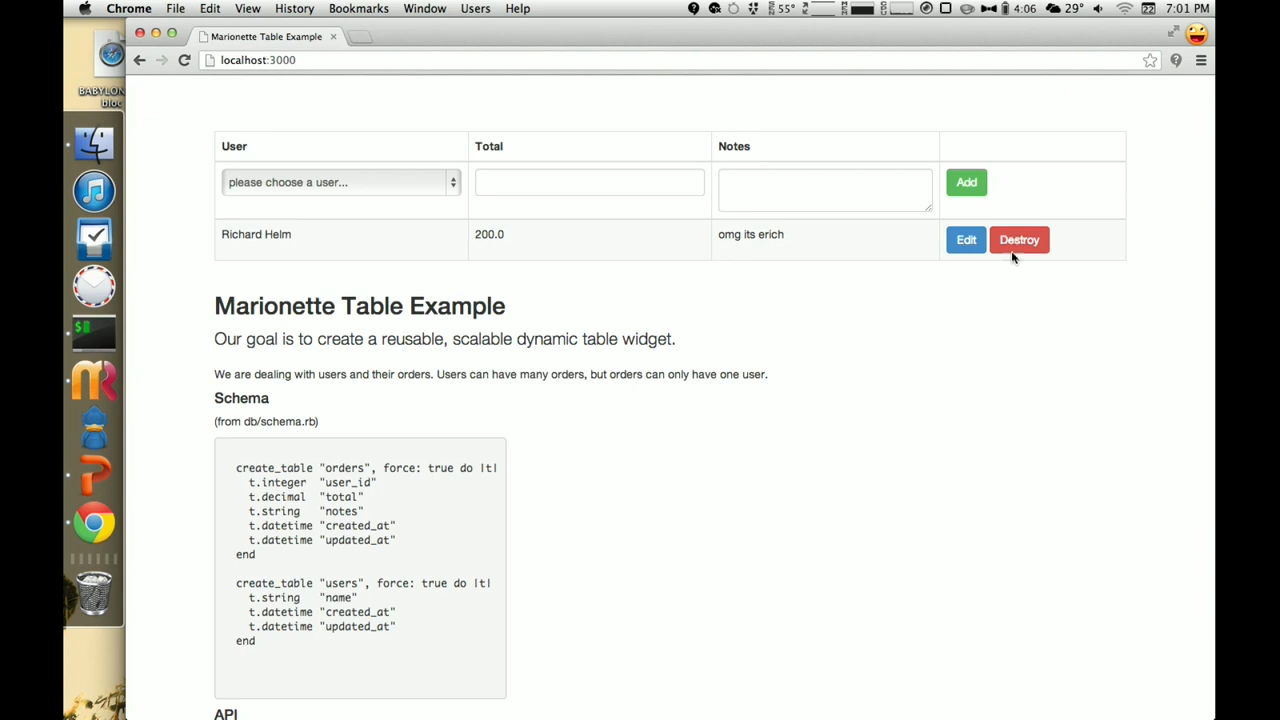 Chrome File Edit View History Bookmarks Window Users Help 55° 4:06 29° 22 7:01 PM
Marionette Table Example
localhost:3000
BABYLON
bloc
User Total Notes
please choose a user... Add
Richard Helm 200.0 omg its erich Edit Destroy
Marionette Table Example
Our goal is to create a reusable, scalable dynamic table widget.
We are dealing with users and their orders. Users can have many orders, but orders can only have one user.
Schema
(from db/schema.rb)
create_table "orders", force: true do |t|
t.integer "user_id"
t.decimal "total"
t.string "notes"
t.datetime "created_at"
t.datetime "updated_at"
end
create_table "users", force: true do |t|
t.string "name"
t.datetime "created_at"
t.datetime "updated_at"
end
API